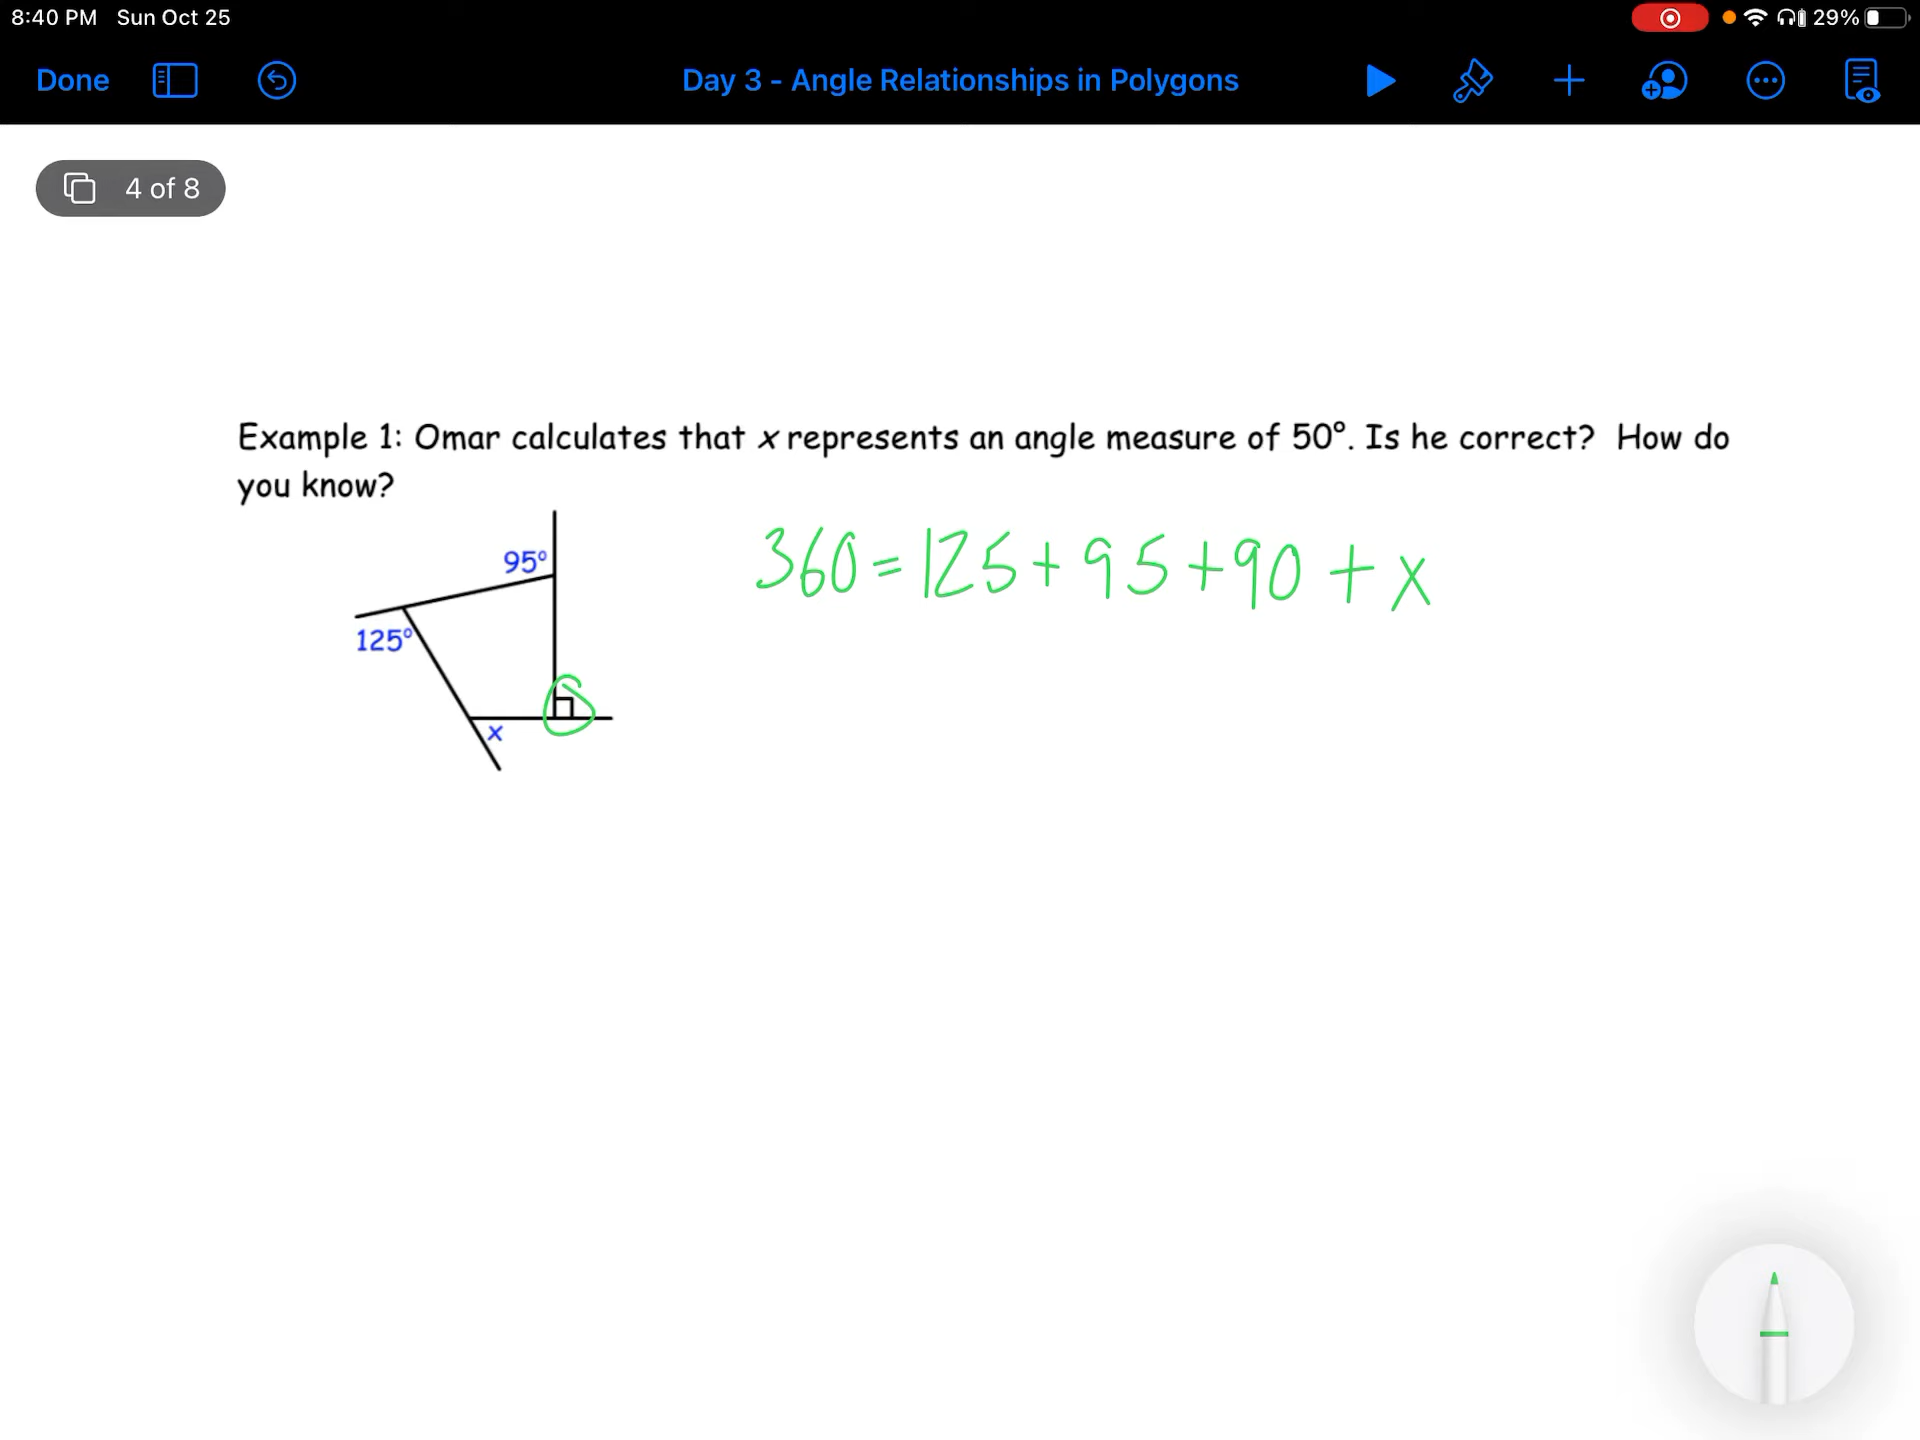 8:40 PM Sun Oct 25
29%
Done
Day 3 - Angle Relationships in Polygons
4 of 8
Example 1: Omar calculates that x represents an angle measure of 50°. Is he correct? How do
you know?
95°
360=125+95+90+x
125°
x